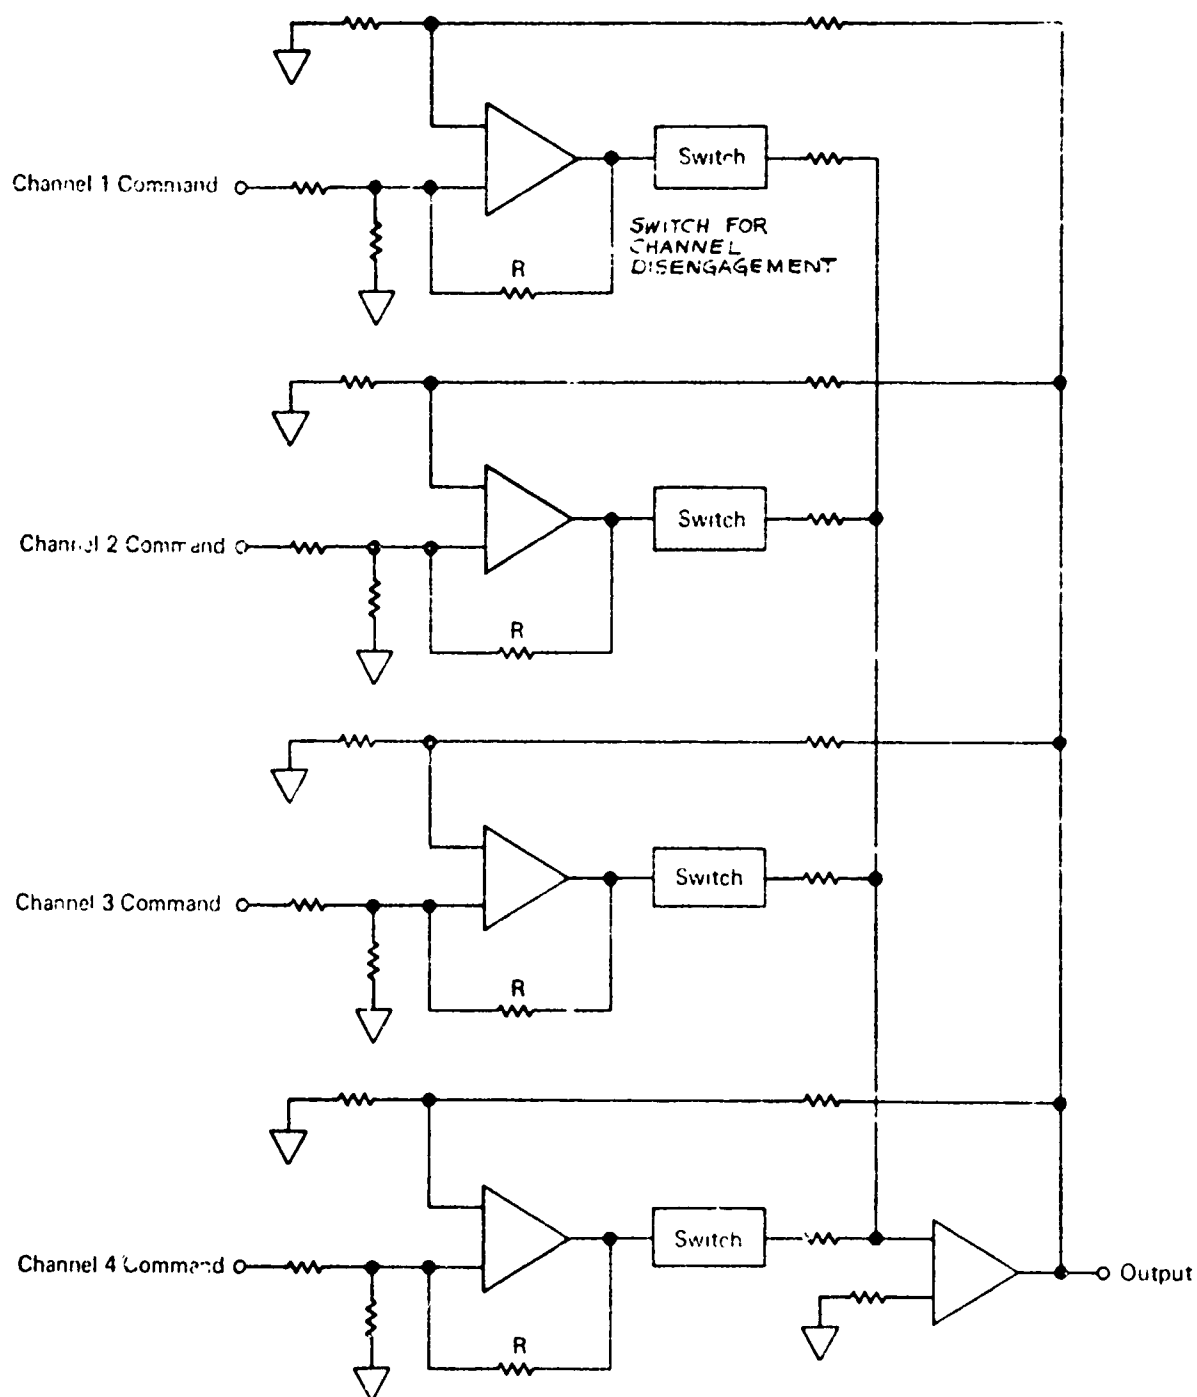 Switch
Channel 1 Command
SWITCH FOR
CHANNEL
DISENGAGEMENT
R
Switch
Channel 2 Command
R
Switch
Channel 3 Command
R
Switch
Channel 4 Command
Output
R